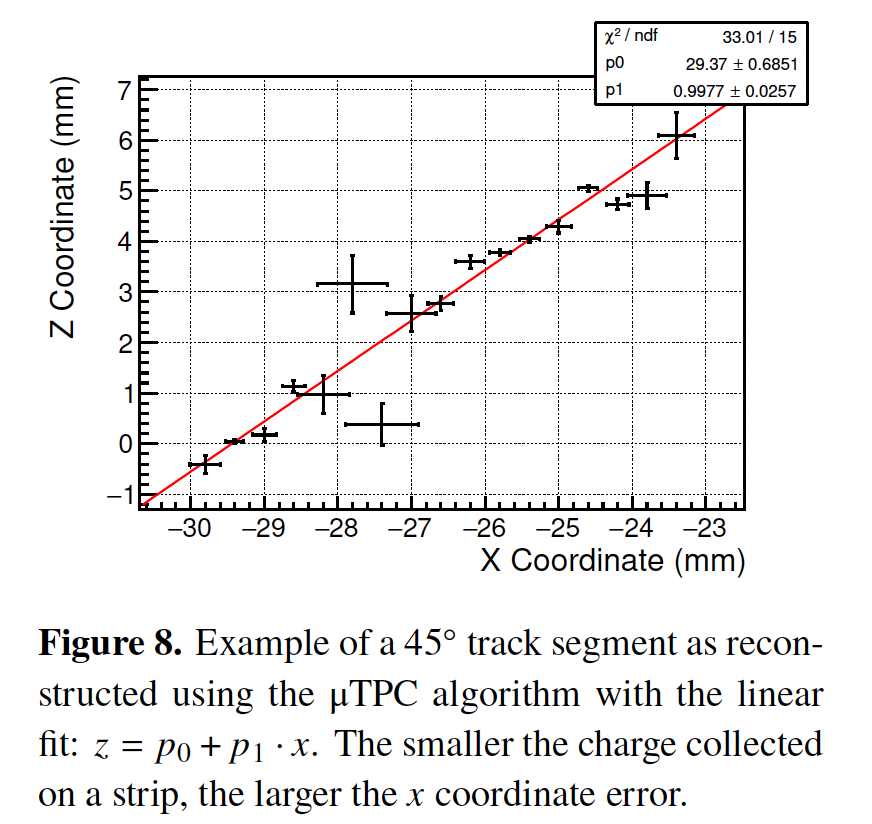 χ² / ndf 33.01 / 15
p0 29.37 ± 0.6851
p1 0.9977 ± 0.0257
Z Coordinate (mm)
7
6
5
4
3
2
1
0
−1
−30 −29 −28 −27 −26 −25 −24 −23
X Coordinate (mm)
Figure 8. Example of a 45° track segment as recon-
structed using the μTPC algorithm with the linear
fit: z = p₀ + p₁ · x. The smaller the charge collected
on a strip, the larger the x coordinate error.